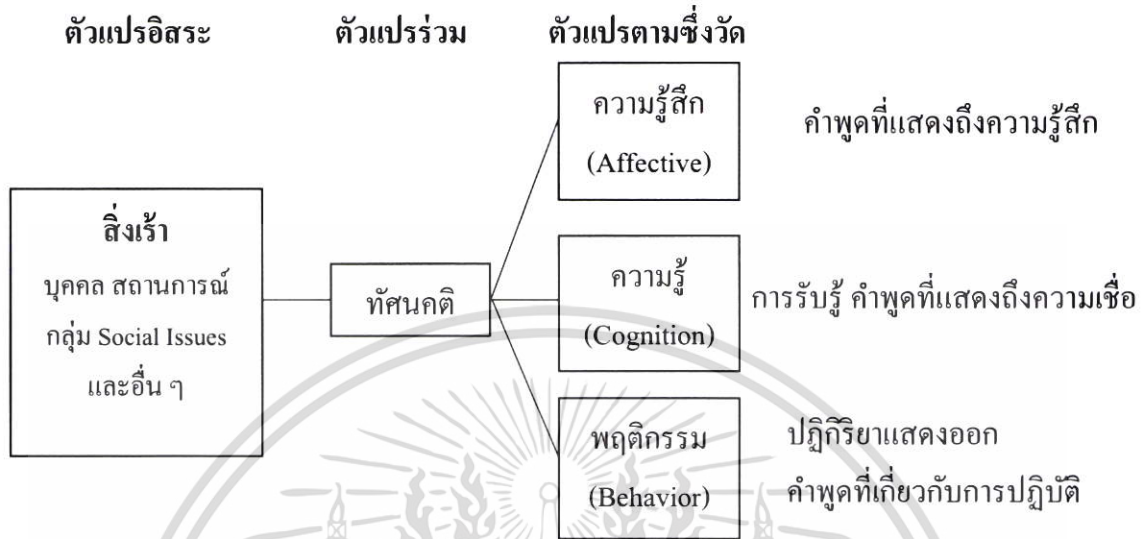 ตัวแปรอิสระ ตัวแปรร่วม ตัวแปรตามซึ่งวัด
ความรู้สึก
(Affective)
คำพูดที่แสดงถึงความรู้สึก
สิ่งเร้า
บุคคล สถานการณ์
กลุ่ม Social Issues
และอื่น ๆ
ทัศนคติ
ความรู้
(Cognition)
การรับรู้ คำพูดที่แสดงถึงความเชื่อ
พฤติกรรม
(Behavior)
ปฏิกิริยาแสดงออก
คำพูดที่เกี่ยวกับการปฏิบัติ